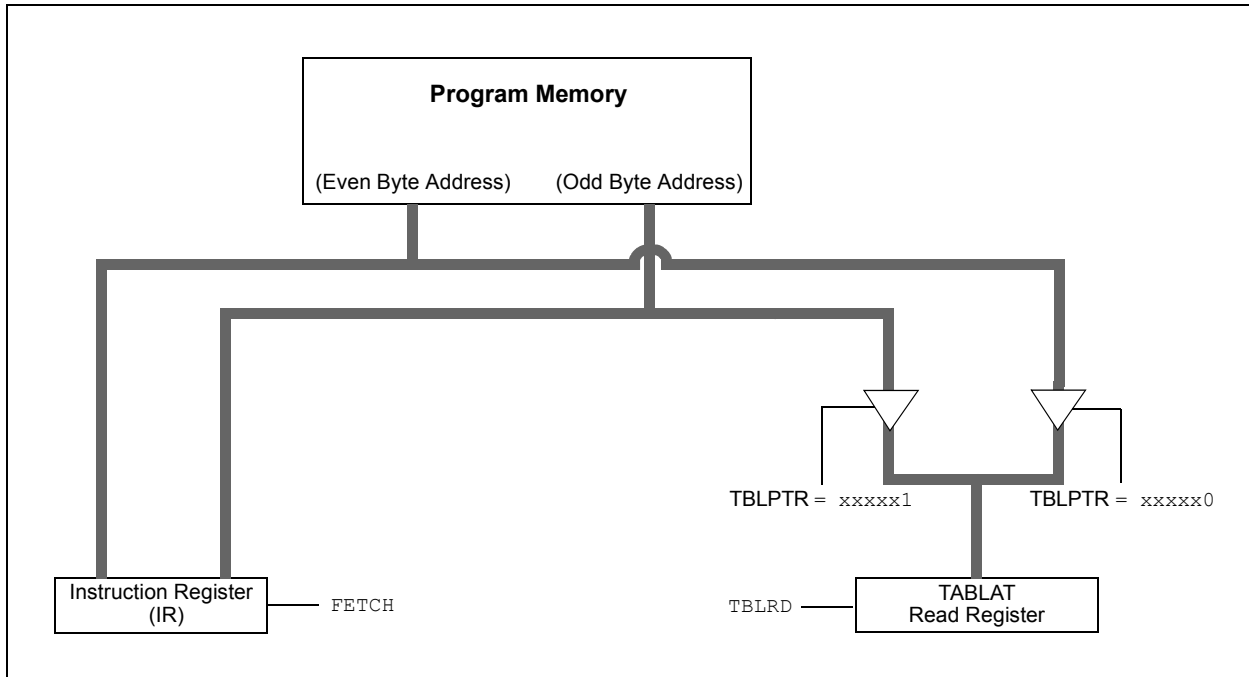 Program Memory
(Even Byte Address) (Odd Byte Address)
TBLPTR = xxxxx1 TBLPTR = xxxxx0
Instruction Register
(IR)
FETCH
TBLRD
TABLAT
Read Register